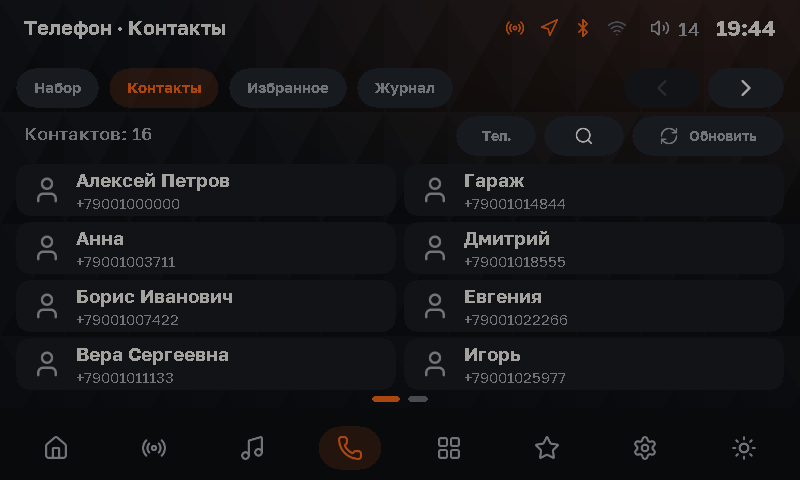 Телефон · Контакты
14
19:44
Набор
Контакты
Избранное
Журнал
Контактов: 16
Тел.
Обновить
Алексей Петров
+79001000000
Гараж
+79001014844
Анна
+79001003711
Дмитрий
+79001018555
Борис Иванович
+79001007422
Евгения
+79001022266
Вера Сергеевна
+79001011133
Игорь
+79001025977